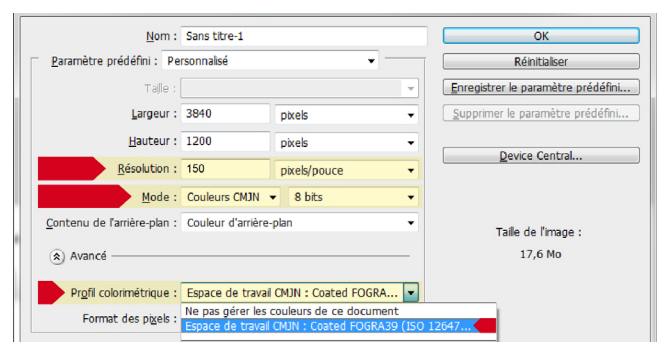 Nom : Sans titre-1
OK
Paramètre prédéfini : Personnalisé
Réinitialiser
Taille :
Enregistrer le paramètre prédéfini...
Largeur : 3840 pixels
Supprimer le paramètre prédéfini...
Hauteur : 1200 pixels
Device Central...
Résolution : 150 pixels/pouce
Mode : Couleurs CMJN 8 bits
Contenu de l'arrière-plan : Couleur d'arrière-plan
Taille de l'image :
17,6 Mo
Avancé
Profil colorimétrique : Espace de travail CMJN : Coated FOGRA...
Ne pas gérer les couleurs de ce document
Format des pixels : Espace de travail CMJN : Coated FOGRA39 (ISO 12647...